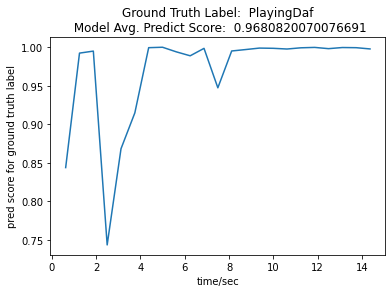 Ground Truth Label:  PlayingDaf
Model Avg. Predict Score:  0.9680820070076691
pred score for ground truth label
1.00
0.95
0.90
0.85
0.80
0.75
0 2 4 6 8 10 12 14
time/sec